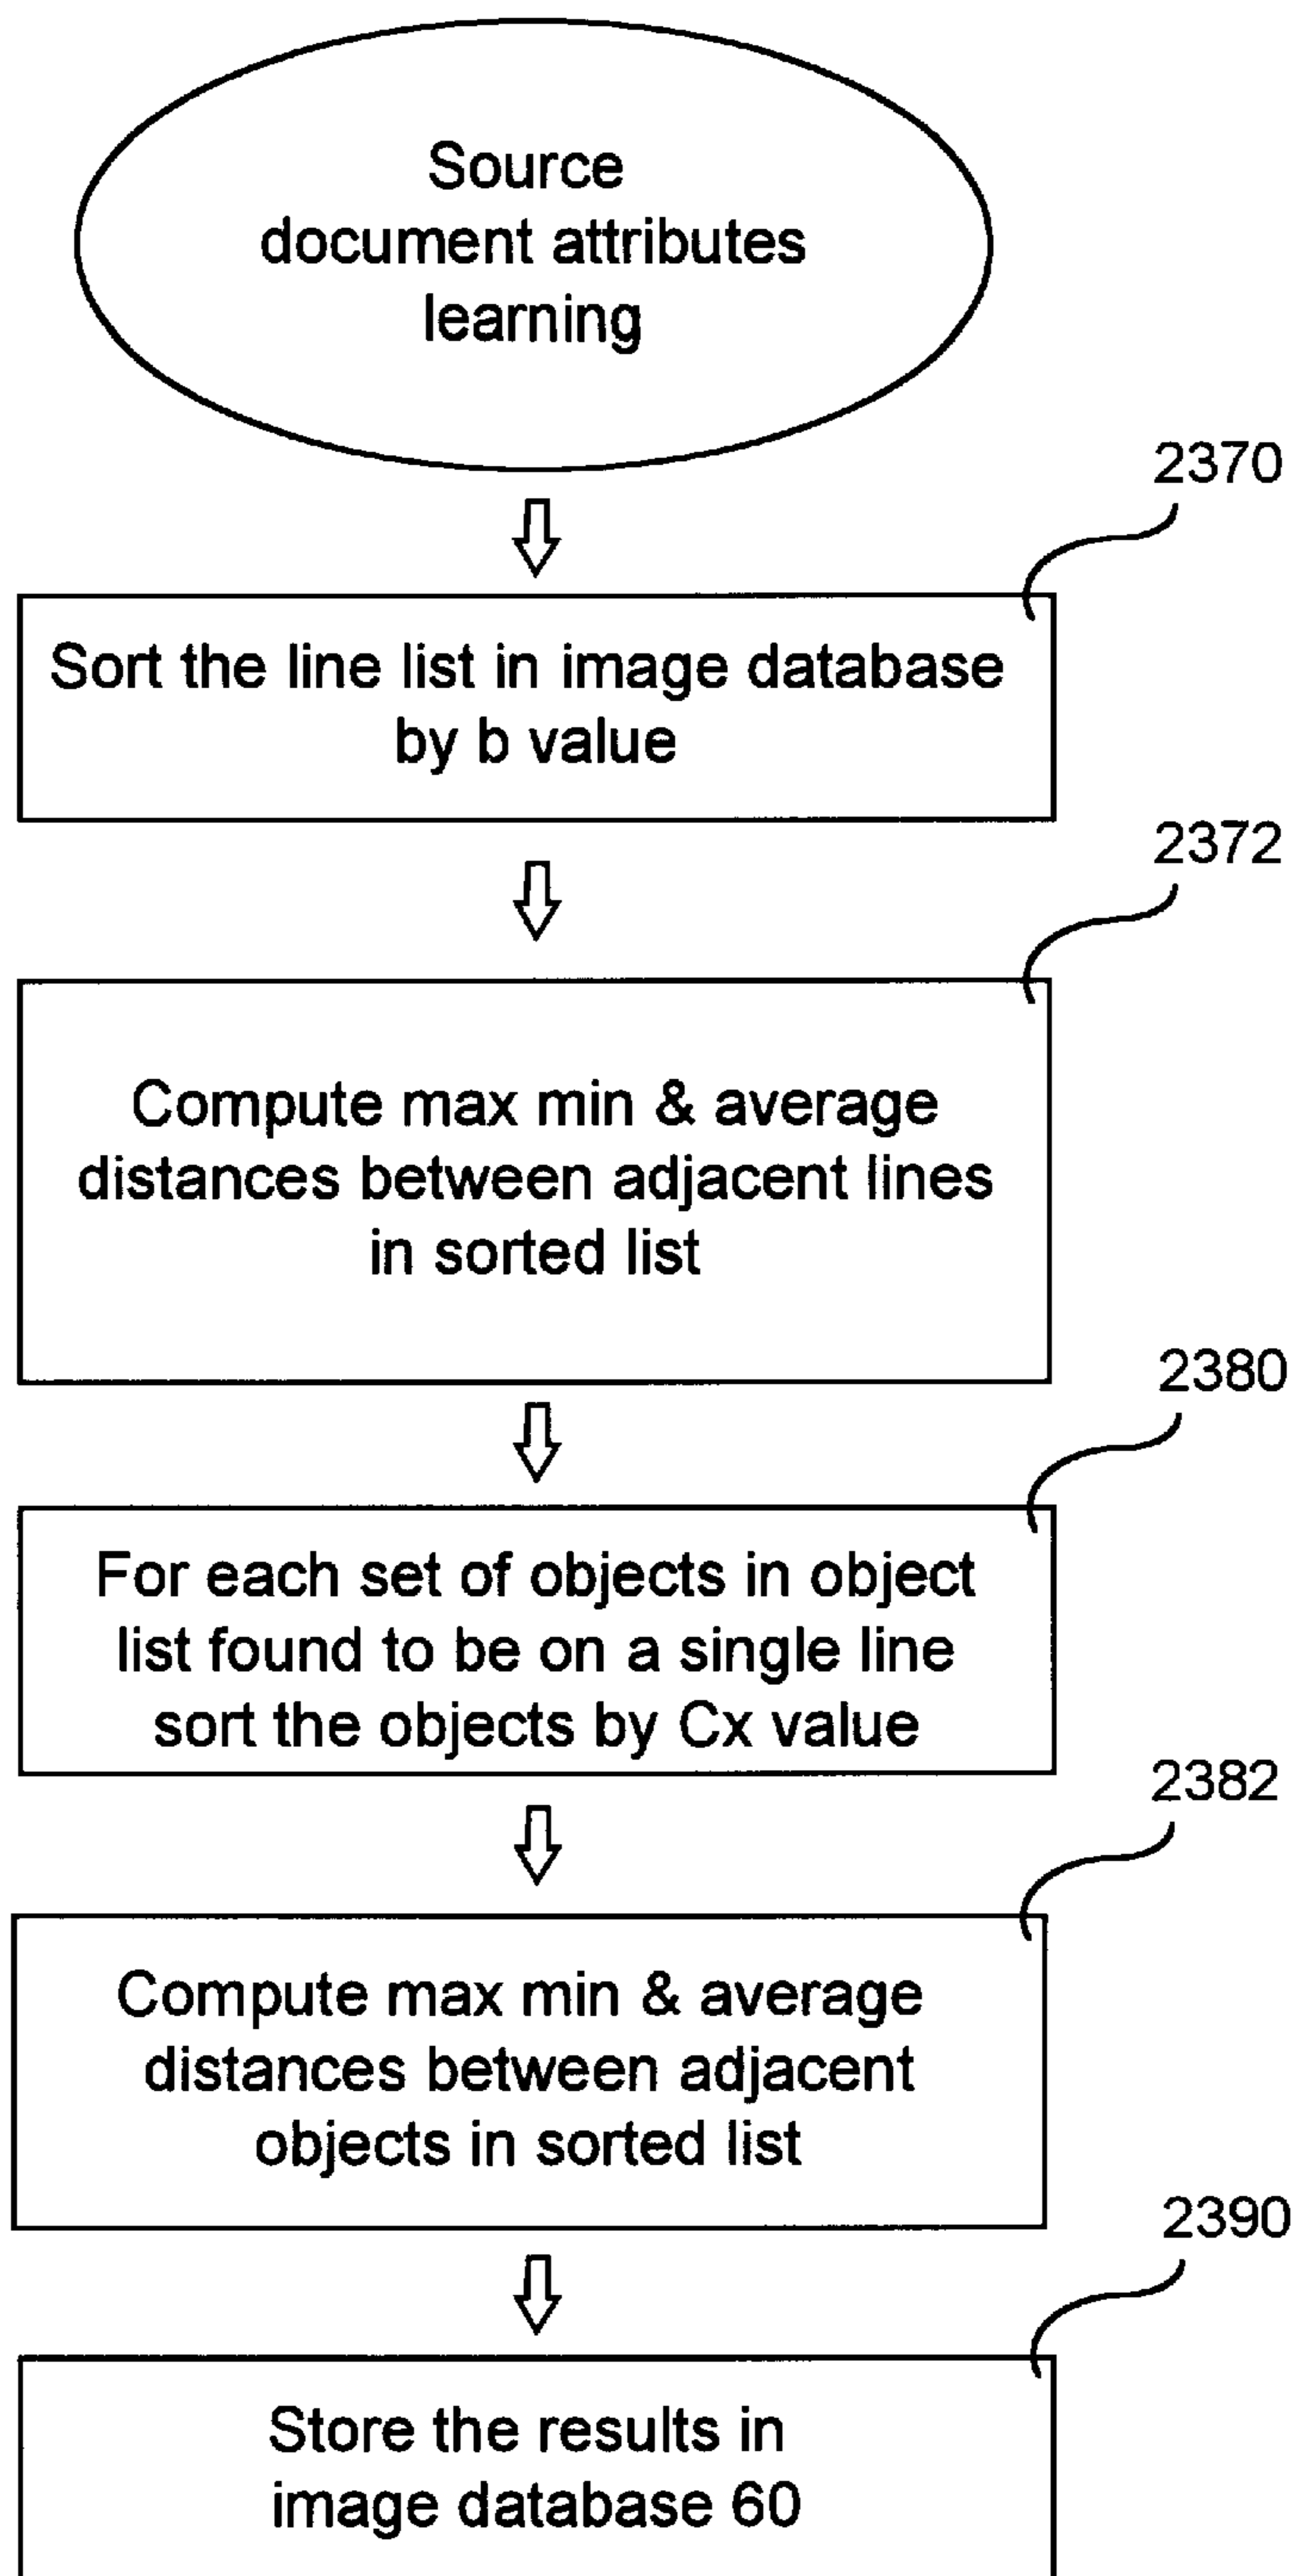 Source
document attributes
learning
2370
Sort the line list in image database
by b value
2372
Compute max min & average
distances between adjacent lines
in sorted list
2380
For each set of objects in object
list found to be on a single line
sort the objects by Cx value
2382
Compute max min & average
distances between adjacent
objects in sorted list
2390
Store the results in
image database 60